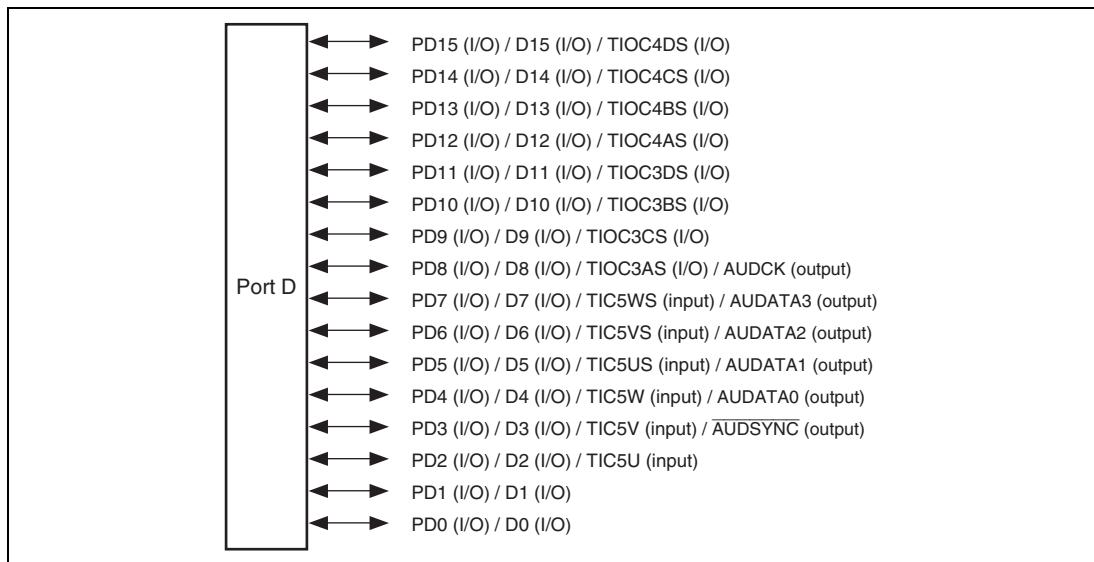 PD15 (I/O) / D15 (I/O) / TIOC4DS (I/O)
PD14 (I/O) / D14 (I/O) / TIOC4CS (I/O)
PD13 (I/O) / D13 (I/O) / TIOC4BS (I/O)
PD12 (I/O) / D12 (I/O) / TIOC4AS (I/O)
PD11 (I/O) / D11 (I/O) / TIOC3DS (I/O)
PD10 (I/O) / D10 (I/O) / TIOC3BS (I/O)
PD9 (I/O) / D9 (I/O) / TIOC3CS (I/O)
PD8 (I/O) / D8 (I/O) / TIOC3AS (I/O) / AUDCK (output)
Port D
PD7 (I/O) / D7 (I/O) / TIC5WS (input) / AUDATA3 (output)
PD6 (I/O) / D6 (I/O) / TIC5VS (input) / AUDATA2 (output)
PD5 (I/O) / D5 (I/O) / TIC5US (input) / AUDATA1 (output)
PD4 (I/O) / D4 (I/O) / TIC5W (input) / AUDATA0 (output)
PD3 (I/O) / D3 (I/O) / TIC5V (input) / A̅U̅D̅S̅Y̅N̅C̅ (output)
PD2 (I/O) / D2 (I/O) / TIC5U (input)
PD1 (I/O) / D1 (I/O)
PD0 (I/O) / D0 (I/O)